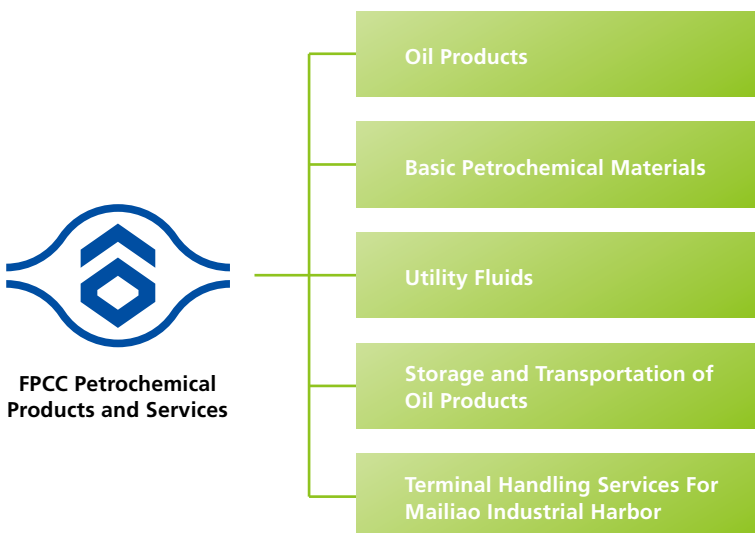 Oil Products
Basic Petrochemical Materials
Utility Fluids
FPCC Petrochemical
Products and Services
Storage and Transportation of
Oil Products
Terminal Handling Services For
Mailiao Industrial Harbor